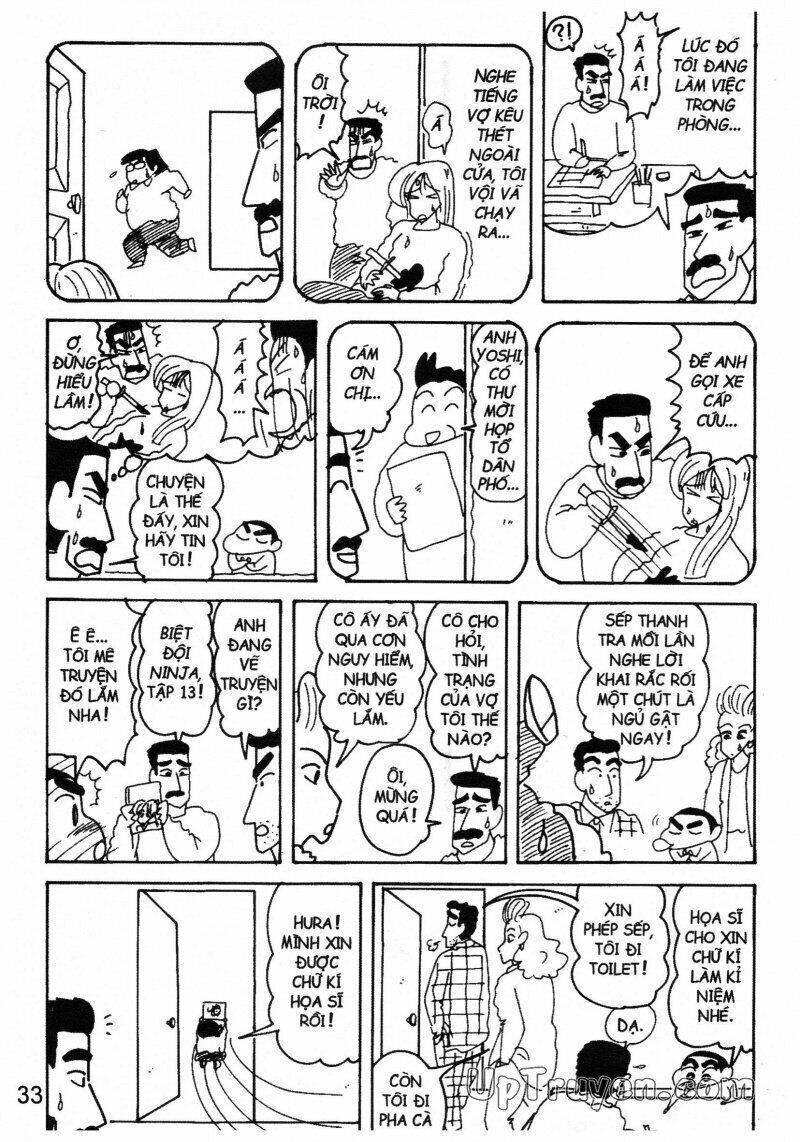 LÚC ĐÓ
TÔI ĐANG
LÀM VIỆC
TRONG
PHÒNG...
Á
Á
Á!
?!
NGHE
TIẾNG
VỢ KÊU
THÉT
NGOÀI
CỬA, TÔI
VỘI VÃ
CHẠY
RA...
Á
ÔI
TRỜI
!
ĐỂ ANH
GỌI XE
CẤP
CỨU...
ANH
YOSHI,
CÓ
THƯ
MỜI
HỌP
TỔ
DÂN
PHỐ...
CÁM
ƠN
CHỊ...
Á
Á
Á
...
Ơ,
ĐỪNG
HIỂU
LẦM!
CHUYỆN
LÀ THẾ
ĐẤY, XIN
HÃY TIN
TÔI!
SẾP THANH
TRA MỖI LẦN
NGHE LỜI
KHAI RẮC RỐI
MỘT CHÚT LÀ
NGỦ GẬT
NGAY!
CÔ CHO
HỎI,
TÌNH
TRẠNG
CỦA VỢ
TÔI THẾ
NÀO?
CÔ ẤY ĐÃ
QUA CƠN
NGUY HIỂM,
NHƯNG
CÒN YẾU
LẮM.
ÔI,
MỪNG
QUÁ!
ANH
ĐANG
VẼ
TRUYỆN
GÌ?
BIỆT
ĐỘI
NINJA,
TẬP 13!
Ê Ê...
TÔI MÊ
TRUYỆN
ĐÓ LẮM
NHA!
HỌA SĨ
CHO XIN
CHỮ KÍ
LÀM KỈ
NIỆM
NHÉ.
XIN
PHÉP SẾP,
TÔI ĐI
TOILET!
DẠ.
CÒN
TÔI ĐI
PHA CÀ
HURA!
MÌNH XIN
ĐƯỢC
CHỮ KÍ
HỌA SĨ
RỒI!
33
UpTruyen.com